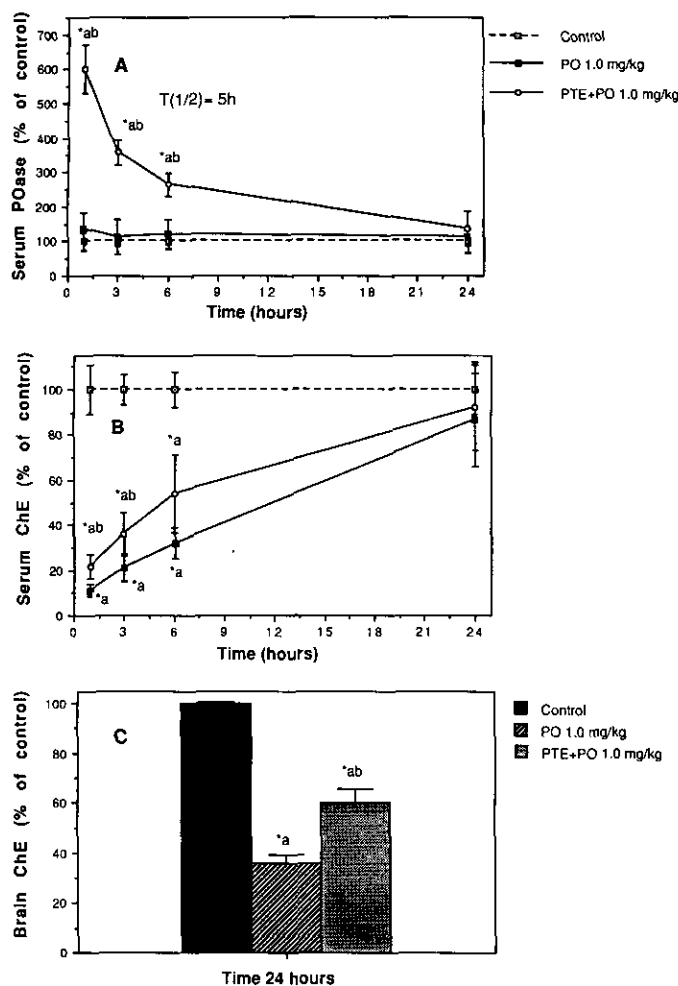 *ab
700
Control
600
A
PO 1.0 mg/kg
500
T(1/2)= 5h
PTE+PO 1.0 mg/kg
400
*ab
*ab
300
200
100
0
Serum POase (% of control)
0 3 6 9 12 15 18 21 24
Time (hours)
100
80
B
*a
60
*ab
40
*ab
20
*a
*a
*a
0
Serum ChE (% of control)
0 3 6 9 12 15 18 21 24
Time (hours)
100
Control
C
PO 1.0 mg/kg
80
PTE+PO 1.0 mg/kg
*ab
60
*a
40
20
0
Brain ChE (% of control)
Time 24 hours